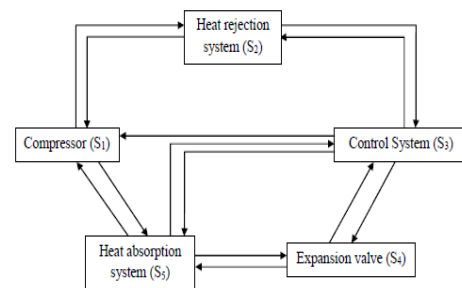 Heat rejection
system (S₂)
Compressor (S₁)
Control System (S₃)
Heat absorption
system (S₅)
Expansion valve (S₄)